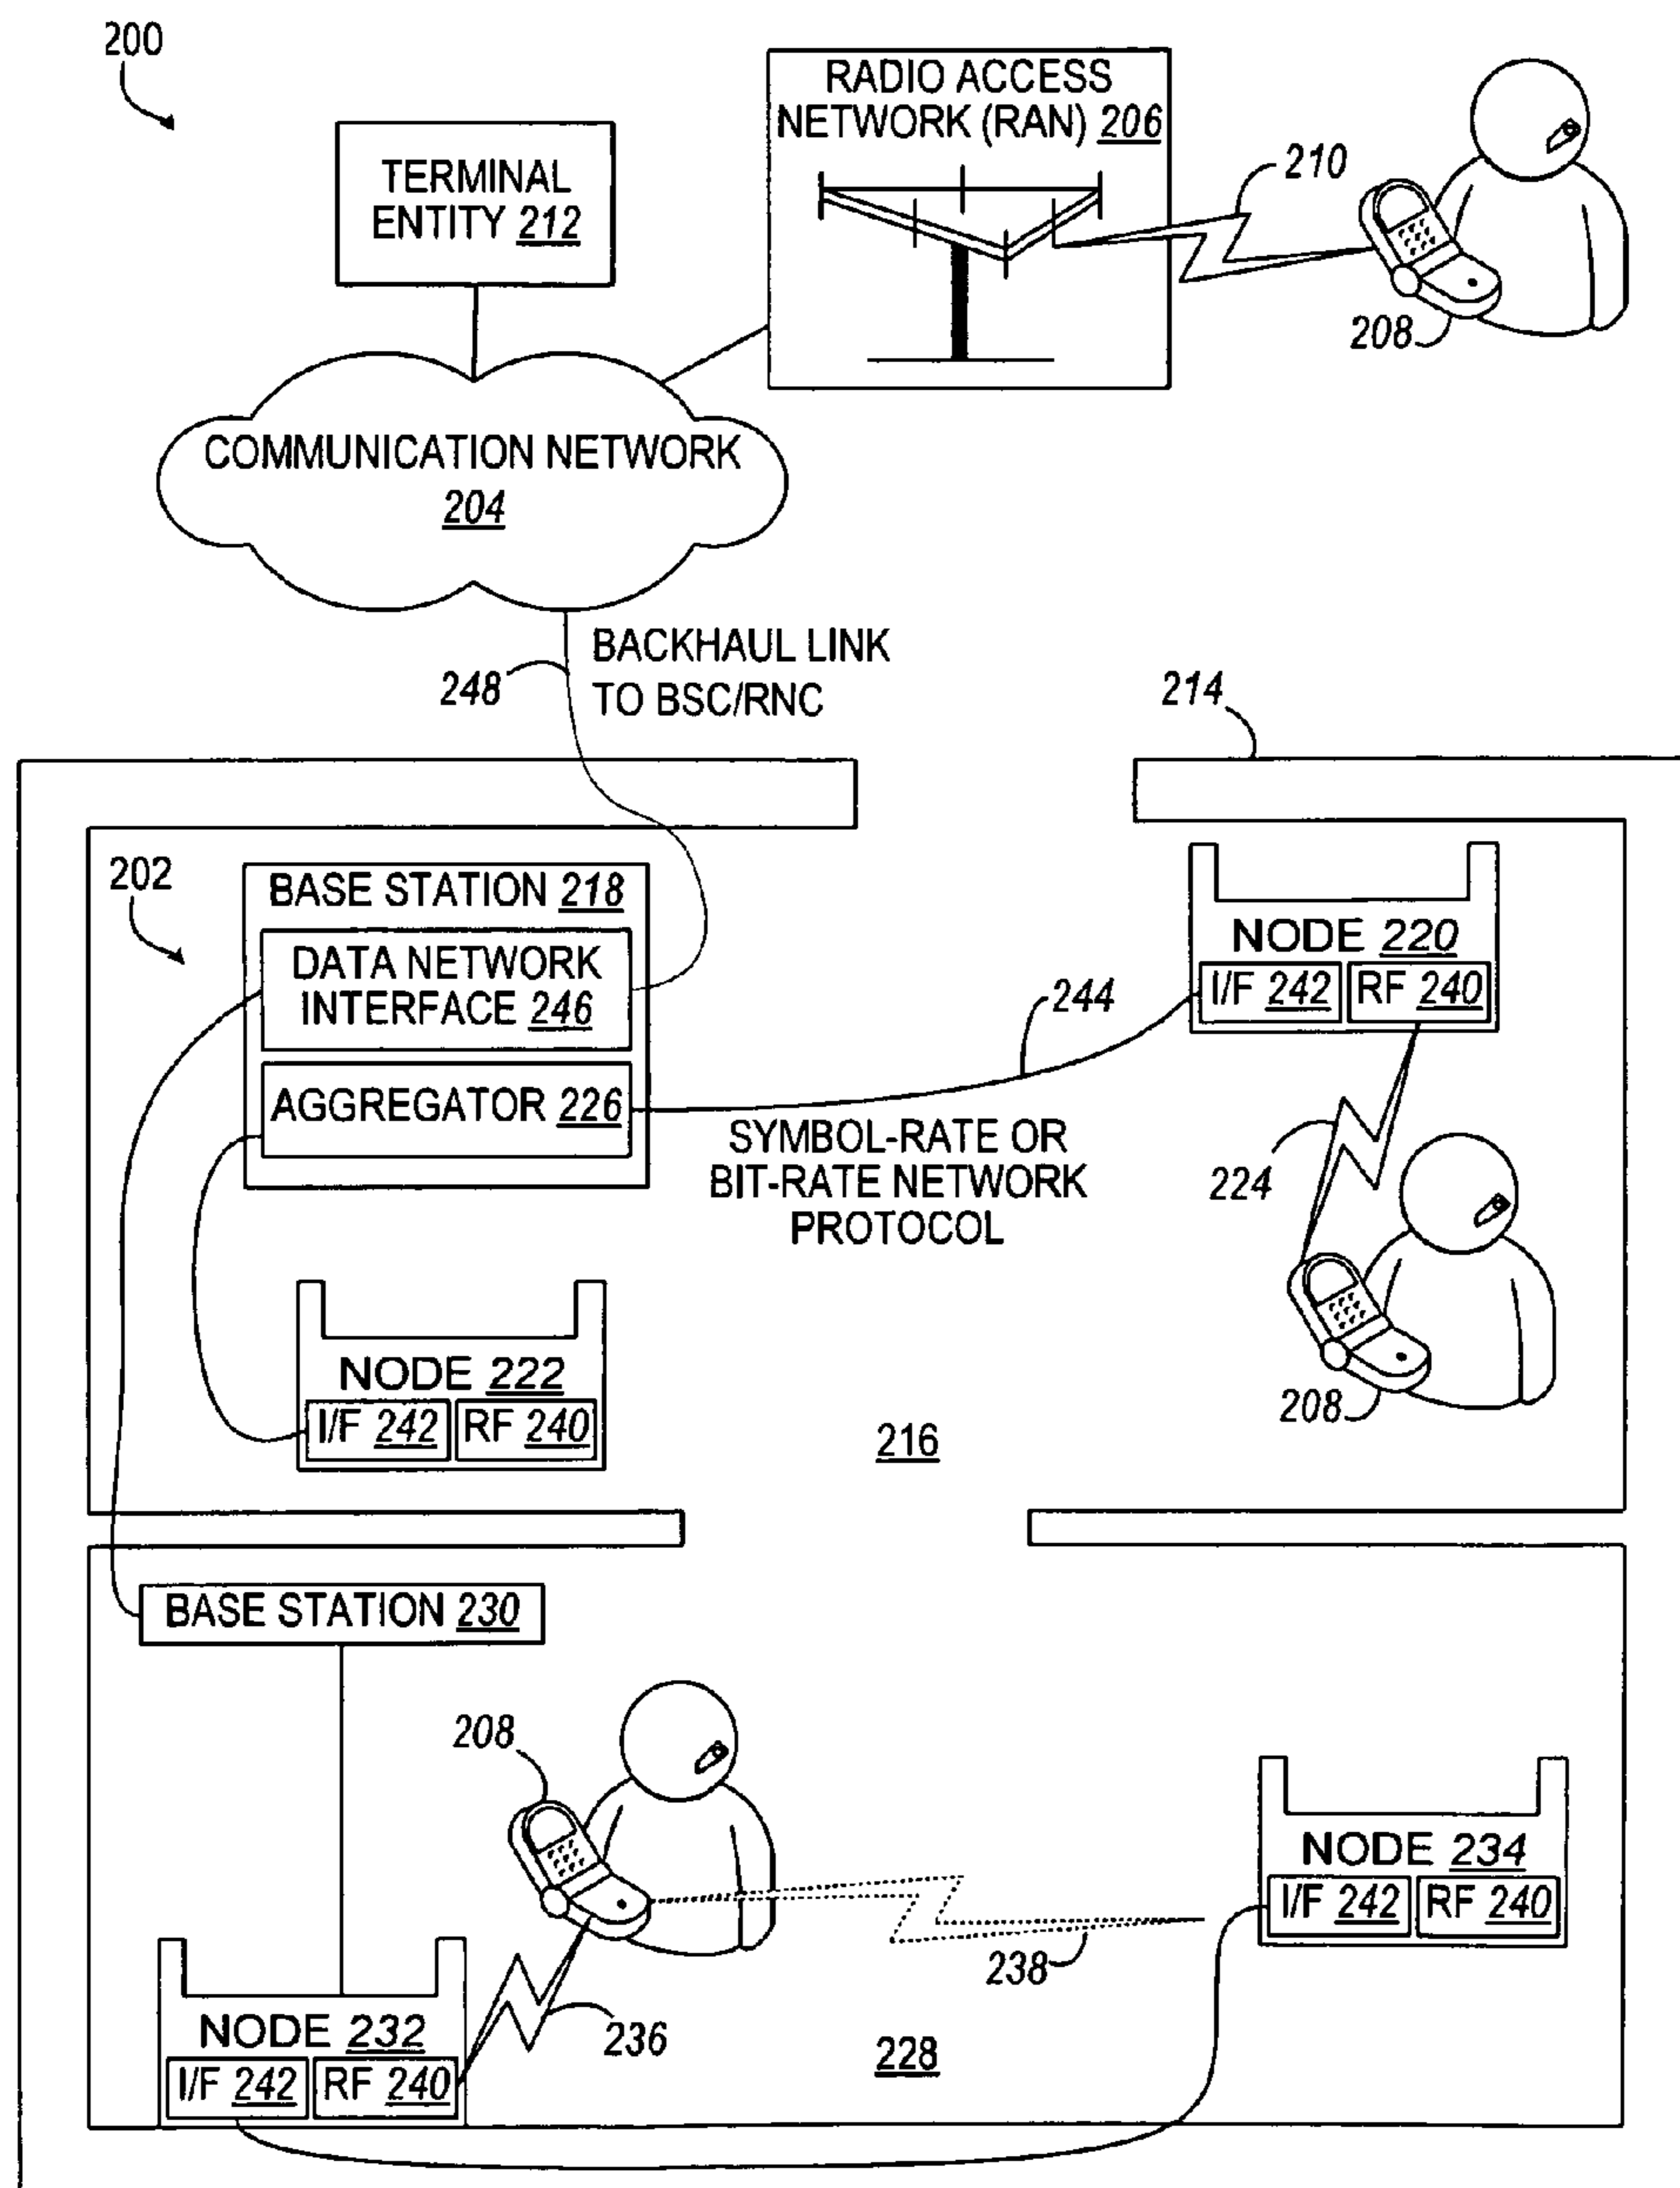 200
RADIO ACCESS
NETWORK (RAN) 206
210
TERMINAL
ENTITY 212
208
COMMUNICATION NETWORK
204
BACKHAUL LINK
TO BSC/RNC
248
214
202
BASE STATION 218
DATA NETWORK
INTERFACE 246
AGGREGATOR 226
NODE 220
I/F 242 RF 240
244
SYMBOL-RATE OR
BIT-RATE NETWORK
PROTOCOL
224
208
NODE 222
I/F 242 RF 240
216
BASE STATION 230
208
NODE 234
I/F 242 RF 240
238
NODE 232
I/F 242 RF 240
236
228